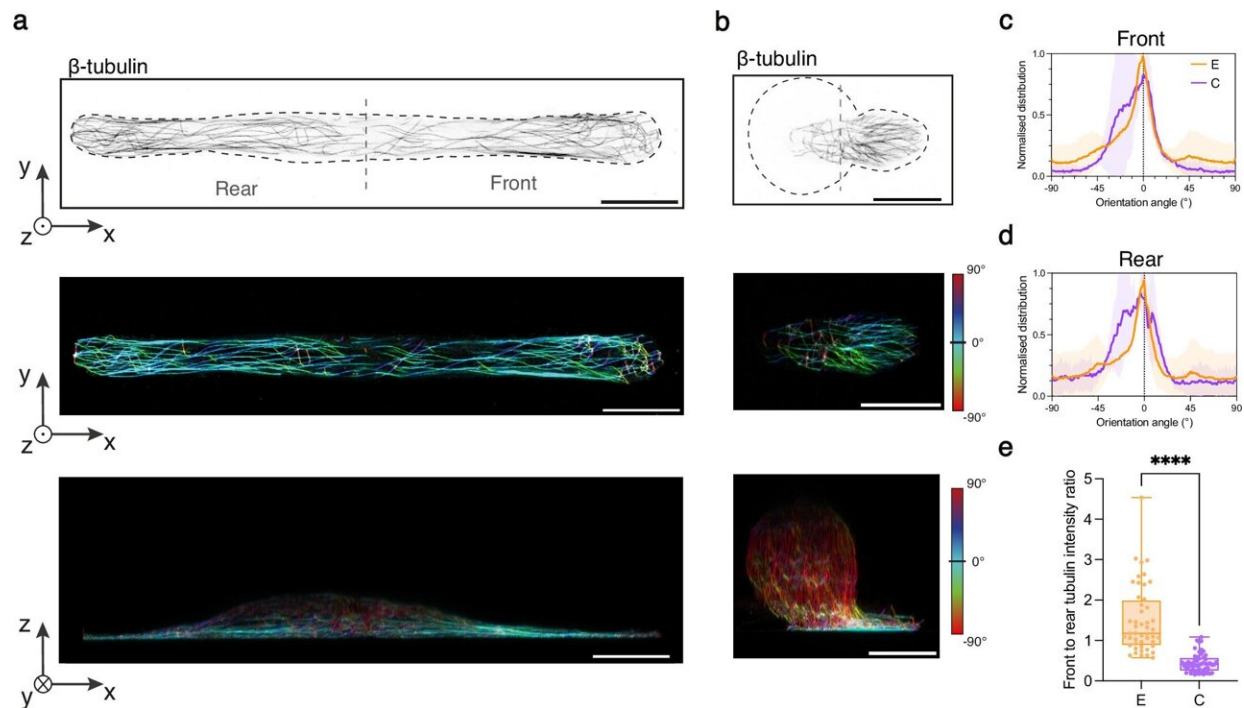 a
β-tubulin
Rear
Front
y
z
x
y
z
x
z
y
x
b
β-tubulin
90°
0°
-90°
90°
0°
-90°
c
Front
Normalised distribution
1.0
0.5
0.0
E
C
-90
-45
0
45
90
Orientation angle (°)
d
Rear
Normalised distribution
1.0
0.5
0.0
-90
-45
0
45
90
Orientation angle (°)
e
****
Front to rear tubulin intensity ratio
5
4
3
2
1
0
E
C